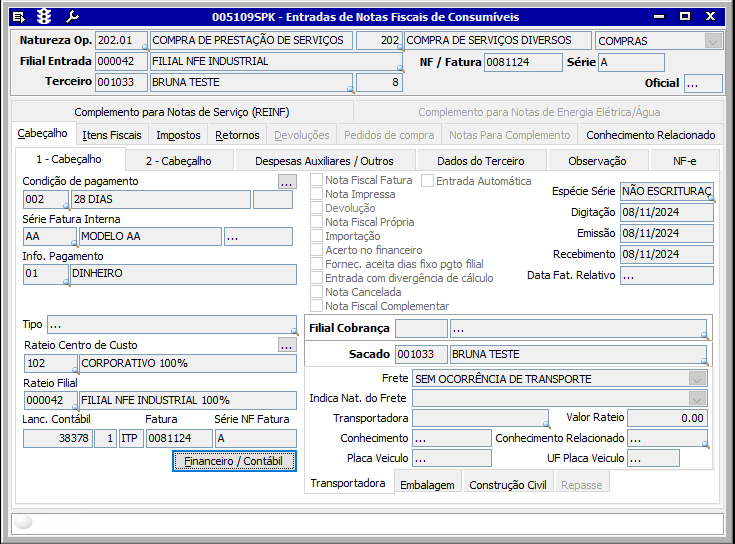 005109SPK - Entradas de Notas Fiscais de Consumíveis
Natureza Op. 202.01 COMPRA DE PRESTAÇÃO DE SERVIÇOS 202 COMPRA DE SERVIÇOS DIVERSOS COMPRAS
Filial Entrada 000042 FILIAL NFE INDUSTRIAL NF / Fatura 0081124 Série A
Terceiro 001033 BRUNA TESTE 8 Oficial ...
Complemento para Notas de Serviço (REINF) Complemento para Notas de Energia Elétrica/Água
Cabeçalho Itens Fiscais Impostos Retornos Devoluções Pedidos de compra Notas Para Complemento Conhecimento Relacionado
1 - Cabeçalho 2 - Cabeçalho Despesas Auxiliares / Outros Dados do Terceiro Observação NF-e
Condição de pagamento ...
002 28 DIAS
Série Fatura Interna
AA MODELO AA ...
Info. Pagamento
01 DINHEIRO
Tipo ...
Rateio Centro de Custo ...
102 CORPORATIVO 100%
Rateio Filial
000042 FILIAL NFE INDUSTRIAL 100%
Lanc. Contábil Fatura Série NF Fatura
38378 1 ITP 0081124 A
Financeiro / Contábil
Nota Fiscal Fatura Entrada Automática
Nota Impressa
Devolução
Nota Fiscal Própria
Importação
Acerto no financeiro
Fornec. aceita dias fixo pgto filial
Entrada com divergência de cálculo
Nota Cancelada
Nota Fiscal Complementar
Espécie Série NÃO ESCRITURAÇ
Digitação 08/11/2024
Emissão 08/11/2024
Recebimento 08/11/2024
Data Fat. Relativo ...
Filial Cobrança ...
Sacado 001033 BRUNA TESTE
Frete SEM OCORRÊNCIA DE TRANSPORTE
Indica Nat. do Frete
Transportadora Valor Rateio 0.00
Conhecimento ... Conhecimento Relacionado ...
Placa Veiculo ... UF Placa Veiculo ...
Transportadora Embalagem Construção Civil Repasse